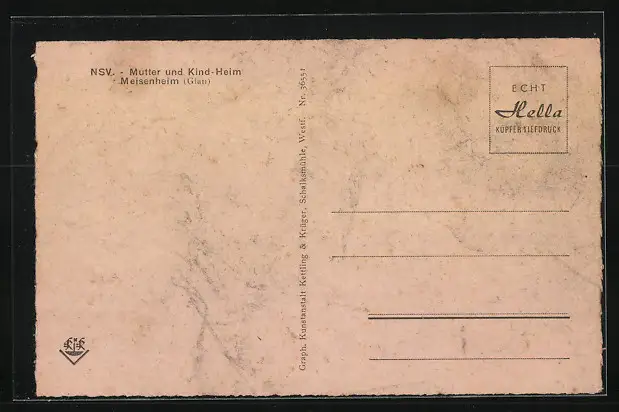 NSV. - Mutter und Kind-Heim
Meisenheim (Glan)
Graph. Kunstanstalt Kettling & Krüger, Schalksmühle, Westf. Nr. 36551
ECHT
Hella
KUPFERTIEFDRUCK
K&K